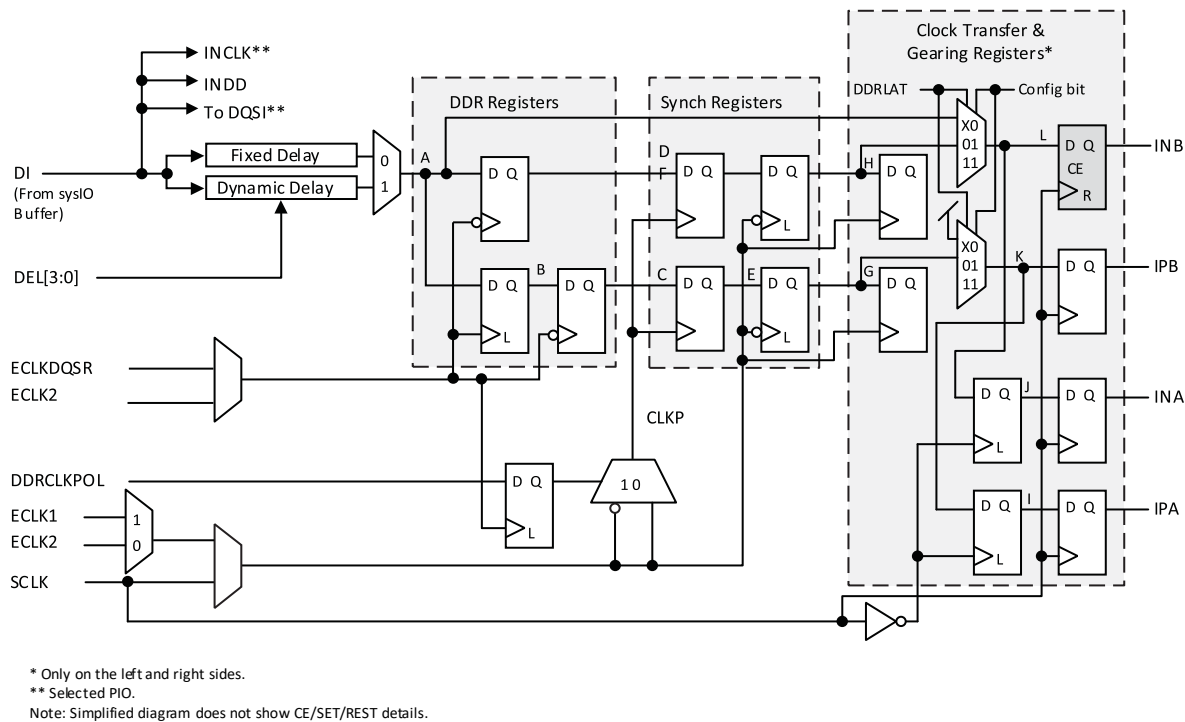 Clock Transfer &
Gearing Registers*
INCLK**
INDD
To DQSI**
DDR Registers
Synch Registers
DDRLAT
Config bit
Fixed Delay
Dynamic Delay
0
1
DI
(From sysIO
Buffer)
DEL[3:0]
A
D Q
D
F
D Q
D Q
L
H
D Q
X0
01
11
L
D Q
CE
R
INB
D Q
L
B
D Q
C
D Q
E
D Q
L
G
D Q
X0
01
11
K
D Q
IPB
ECLKDQSR
ECLK2
CLKP
D Q
L
J
D Q
INA
DDRCLKPOL
D Q
L
1 0
ECLK1
ECLK2
1
0
D Q
L
I
D Q
IPA
SCLK
* Only on the left and right sides.
** Selected PIO.
Note: Simplified diagram does not show CE/SET/REST details.